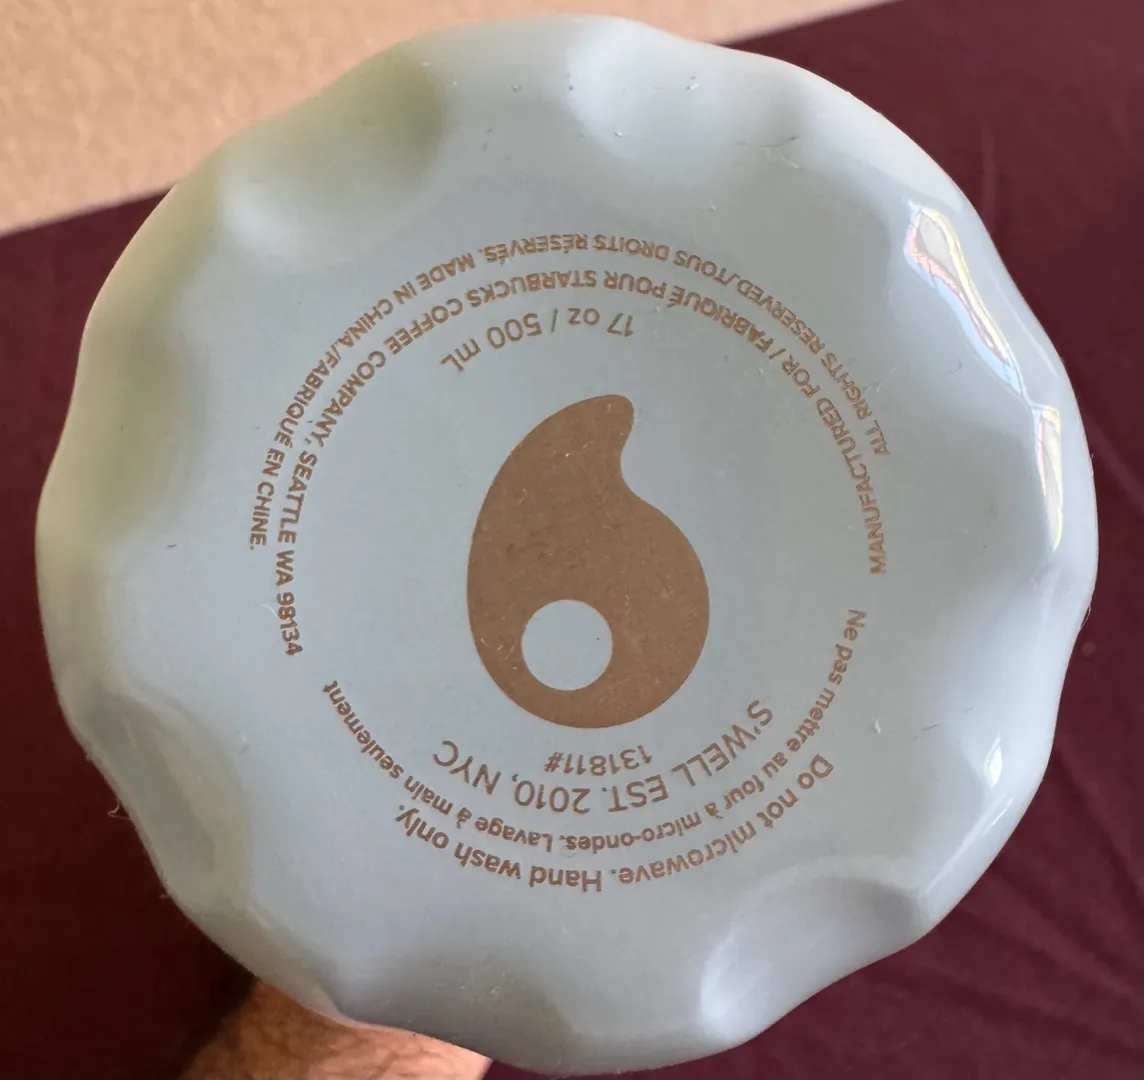 Do not microwave. Hand wash only.
Ne pas mettre au four à micro-ondes. Lavage à main seulement
S'WELL EST. 2010, NYC
131811#
17 oz / 500 mL
MANUFACTURED FOR / FABRIQUÉ POUR STARBUCKS COFFEE COMPANY, SEATTLE WA 98134
ALL RIGHTS RESERVED./TOUS DROITS RÉSERVÉS. MADE IN CHINA/FABRIQUÉ EN CHINE.